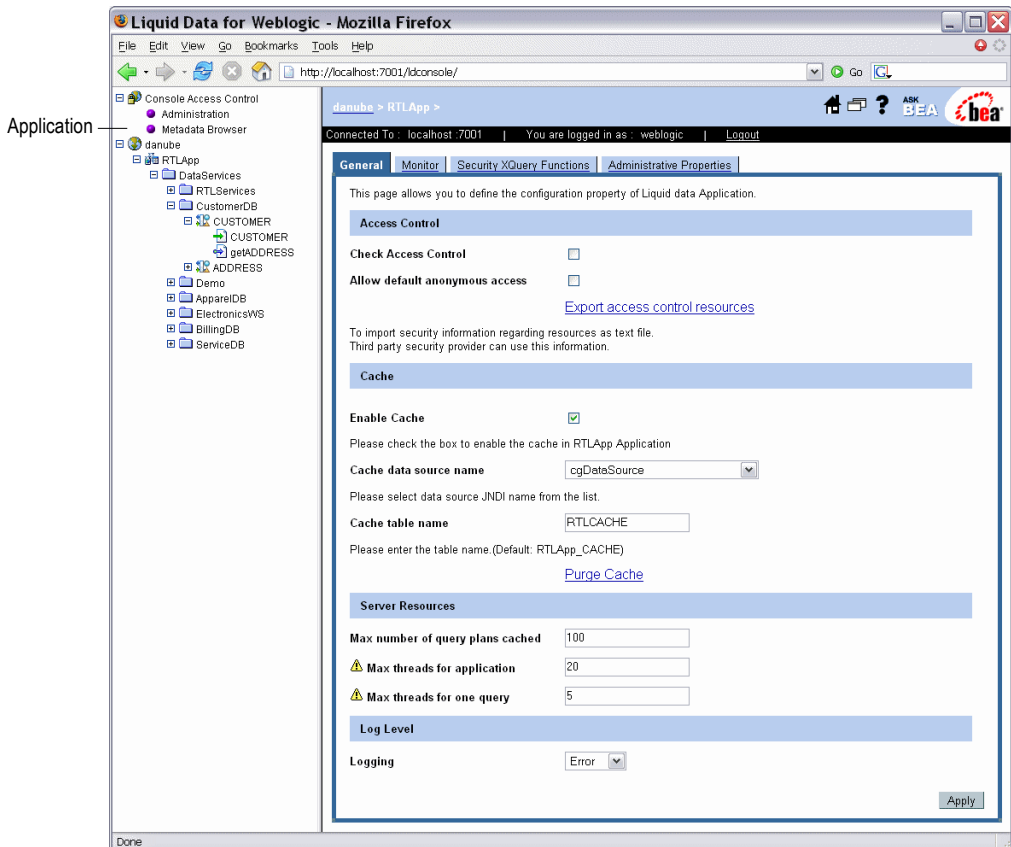 Liquid Data for Weblogic - Mozilla Firefox
File Edit View Go Bookmarks Tools Help
http://localhost:7001/ldconsole/
Go
G
Application
Console Access Control
Administration
Metadata Browser
danube
RTLApp
DataServices
RTLServices
CustomerDB
CUSTOMER
CUSTOMER
getADDRESS
ADDRESS
Demo
ApparelDB
ElectronicsWS
BillingDB
ServiceDB
danube > RTLApp >
?
ASK BEA
bea
Connected To : localhost :7001 | You are logged in as : weblogic | Logout
General Monitor Security XQuery Functions Administrative Properties
This page allows you to define the configuration property of Liquid data Application.
Access Control
Check Access Control
Allow default anonymous access
Export access control resources
To import security information regarding resources as text file.
Third party security provider can use this information.
Cache
Enable Cache
Please check the box to enable the cache in RTLApp Application
Cache data source name cgDataSource
Please select data source JNDI name from the list.
Cache table name RTLCACHE
Please enter the table name.(Default: RTLApp_CACHE)
Purge Cache
Server Resources
Max number of query plans cached 100
Max threads for application 20
Max threads for one query 5
Log Level
Logging Error
Apply
Done